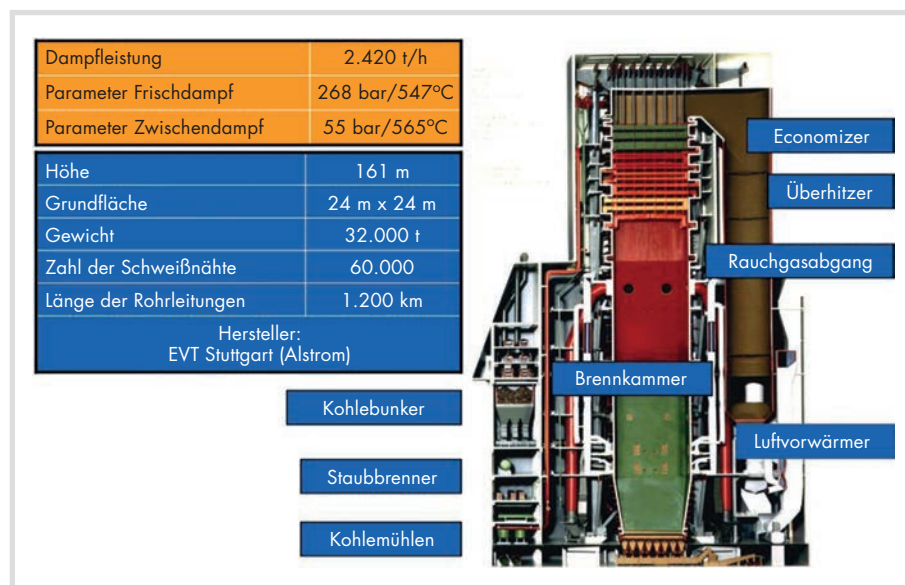 Dampfleistung 2.420 t/h
Parameter Frischdampf 268 bar/547ºC
Parameter Zwischendampf 55 bar/565ºC
Höhe 161 m
Grundfläche 24 m x 24 m
Gewicht 32.000 t
Zahl der Schweißnähte 60.000
Länge der Rohrleitungen 1.200 km
Hersteller:
EVT Stuttgart (Alstrom)
Economizer
Überhitzer
Rauchgasabgang
Brennkammer
Kohlebunker
Luftvorwärmer
Staubbrenner
Kohlemühlen